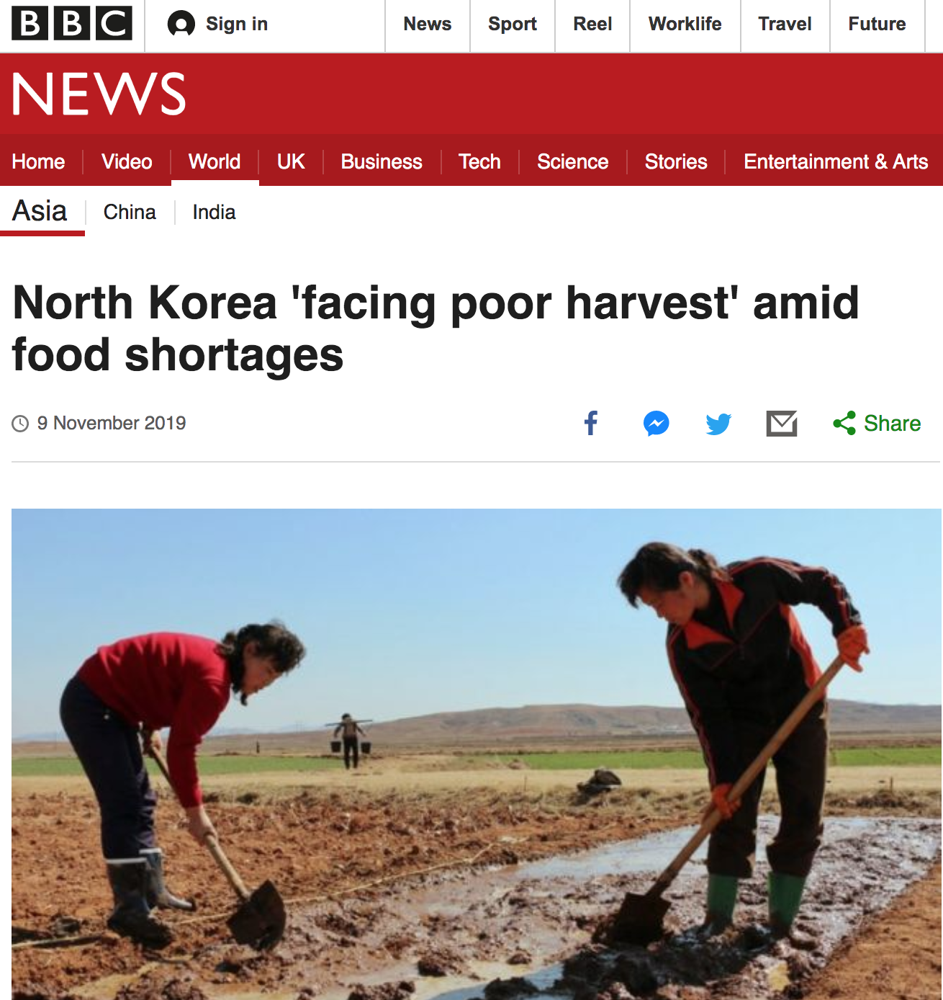 BBC Sign in News Sport Reel Worklife Travel Future
NEWS
Home Video World UK Business Tech Science Stories Entertainment & Arts
Asia China India
North Korea 'facing poor harvest' amid
food shortages
9 November 2019 Share